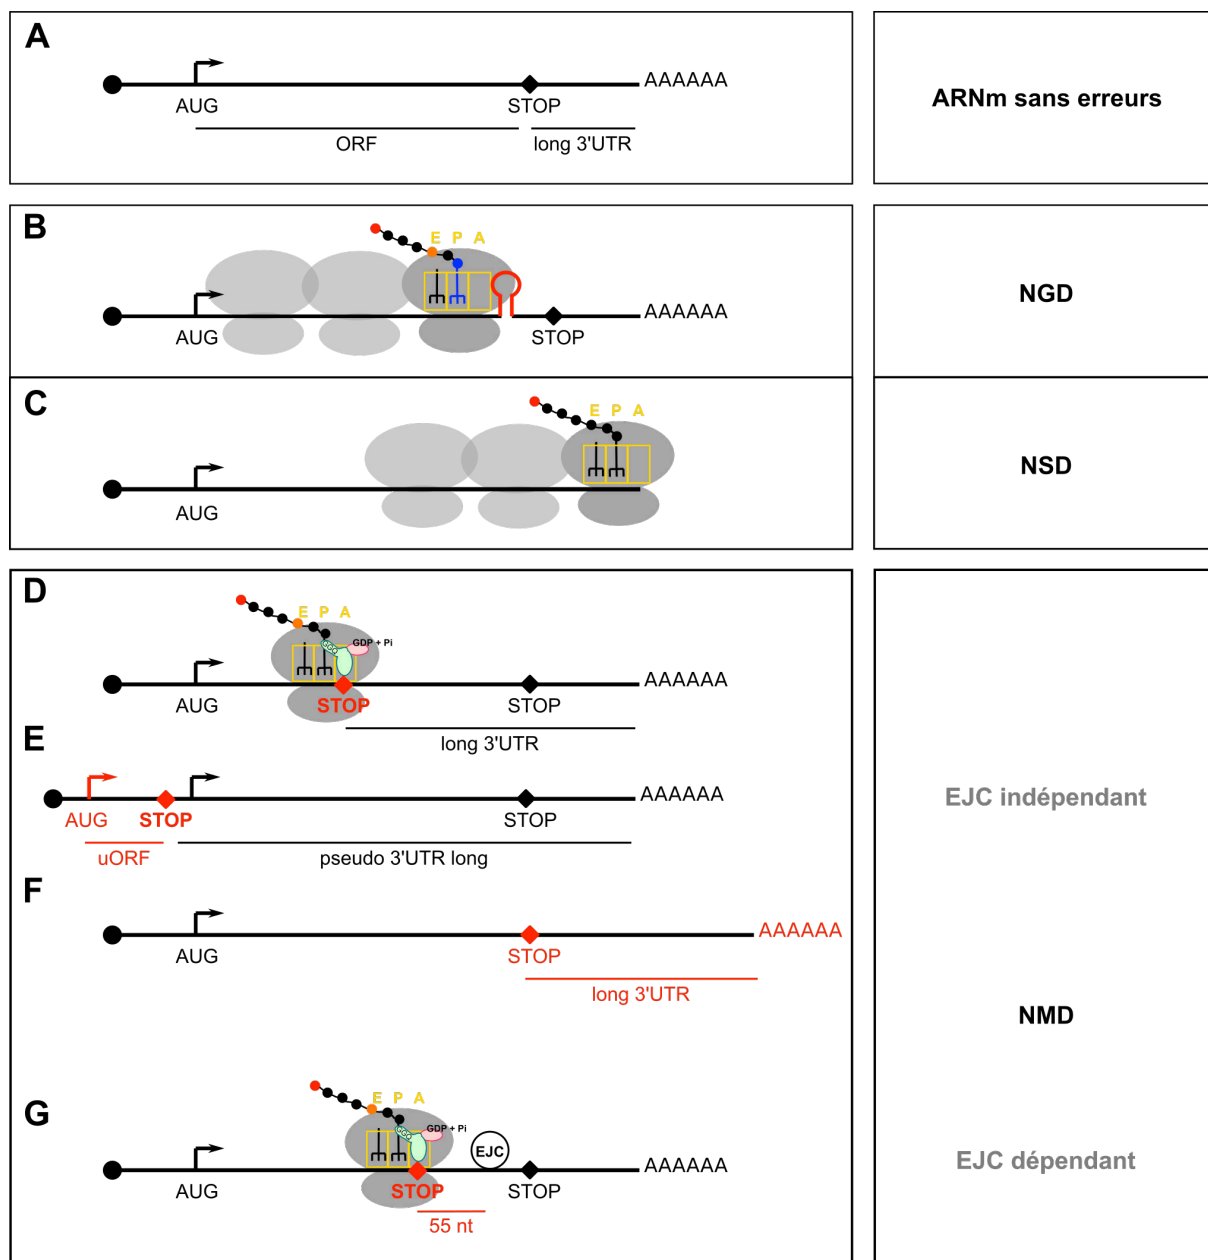 A
AUG
STOP
AAAAAA
ORF
long 3'UTR
ARNm sans erreurs
B
E P A
AUG
STOP
AAAAAA
NGD
C
E P A
AUG
NSD
D
E P A
GDP + Pi
AUG
STOP
STOP
AAAAAA
long 3'UTR
E
AUG
STOP
STOP
AAAAAA
uORF
pseudo 3'UTR long
EJC indépendant
F
AUG
STOP
AAAAAA
long 3'UTR
NMD
G
E P A
GDP + Pi
EJC
AUG
STOP
STOP
AAAAAA
55 nt
EJC dépendant